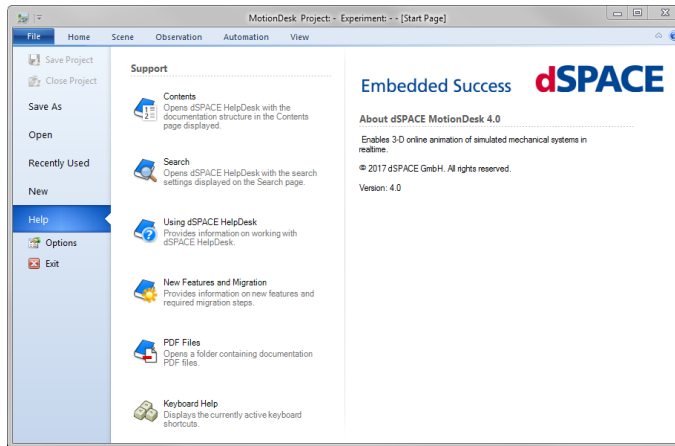 MotionDesk Project: - Experiment: - - [Start Page]
File Home Scene Observation Automation View
Save Project
Close Project
Save As
Open
Recently Used
New
Help
Options
Exit
Support
Contents
Opens dSPACE HelpDesk with the
documentation structure in the Contents
page displayed.
Search
Opens dSPACE HelpDesk with the search
settings displayed on the Search page.
Using dSPACE HelpDesk
Provides information on working with
dSPACE HelpDesk.
New Features and Migration
Provides information on new features and
required migration steps.
PDF Files
Opens a folder containing documentation
PDF files.
Keyboard Help
Displays the currently active keyboard
shortcuts.
Embedded Success dSPACE
About dSPACE MotionDesk 4.0
Enables 3-D online animation of simulated mechanical systems in
realtime.
© 2017 dSPACE GmbH. All rights reserved.
Version: 4.0